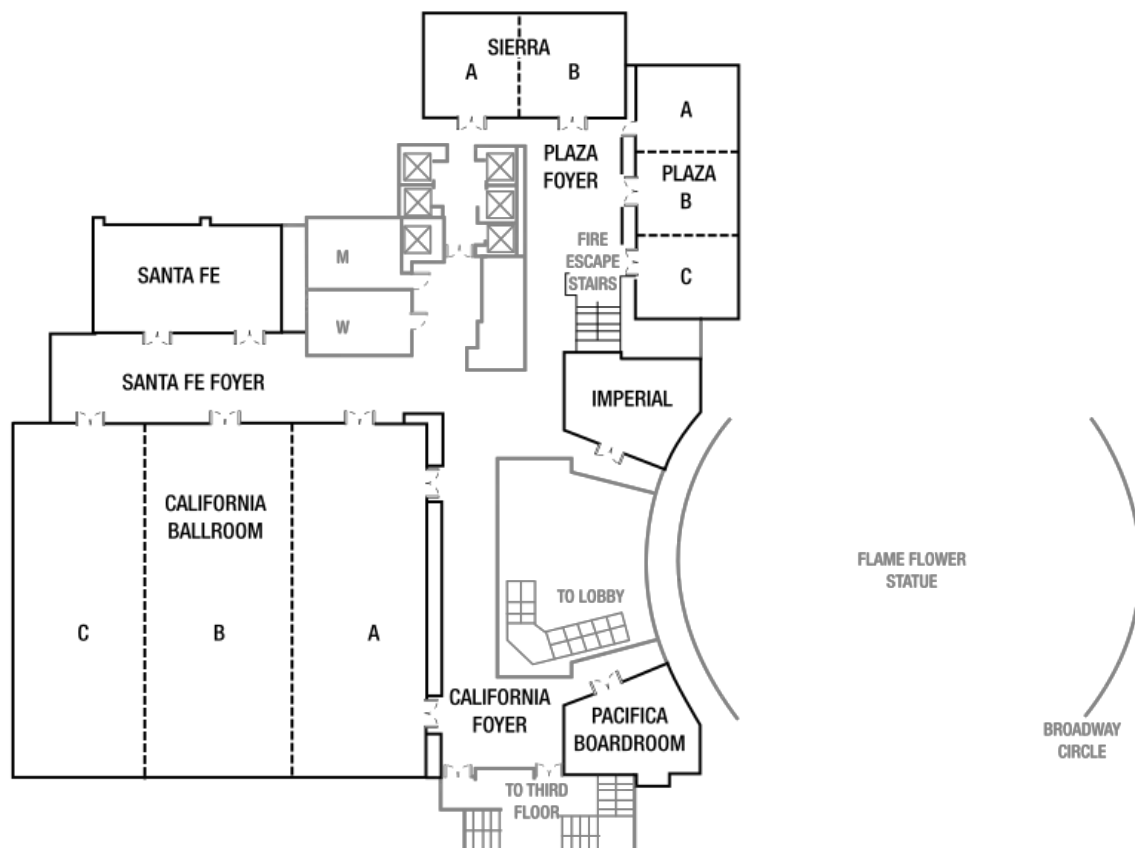 SIERRA
A
B
A
PLAZA
FOYER
PLAZA
B
FIRE
ESCAPE
STAIRS
C
M
SANTA FE
W
SANTA FE FOYER
IMPERIAL
CALIFORNIA
BALLROOM
FLAME FLOWER
STATUE
TO LOBBY
C
B
A
CALIFORNIA
FOYER
PACIFICA
BOARDROOM
BROADWAY
CIRCLE
TO THIRD
FLOOR